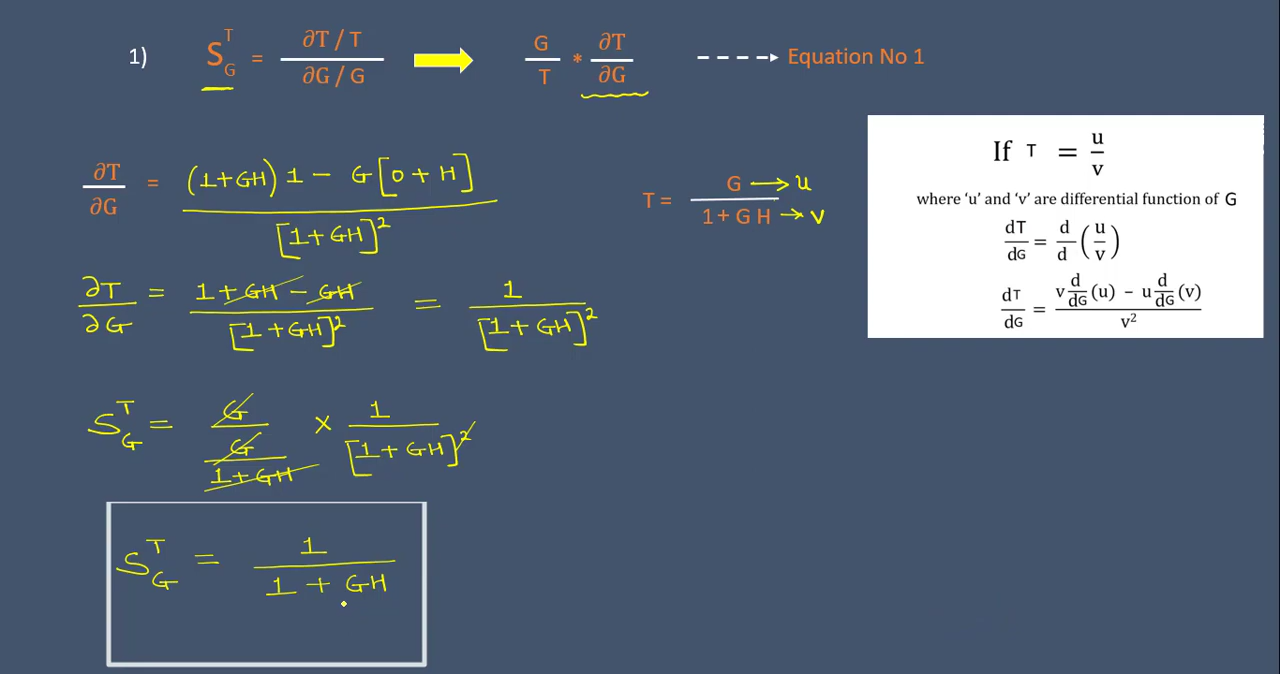 1) S^T_G = ∂T / T / ∂G / G G/T * ∂T/∂G Equation No 1
∂T/∂G = (1+GH) 1 - G[0 + H] / [1+GH]^2
T = G → u / 1 + G H → v
∂T/∂G = 1 + GH - GH / [1+GH]^2 = 1 / [1+GH]^2
S^T_G = G / G / 1+GH × 1 / [1+GH]^2
S^T_G = 1 / 1 + GH
If T = u/v
where ‘u’ and ‘v’ are differential function of G
dT/dG = d/d (u/v)
dT/dG = v d/dG (u) − u d/dG (v) / v^2